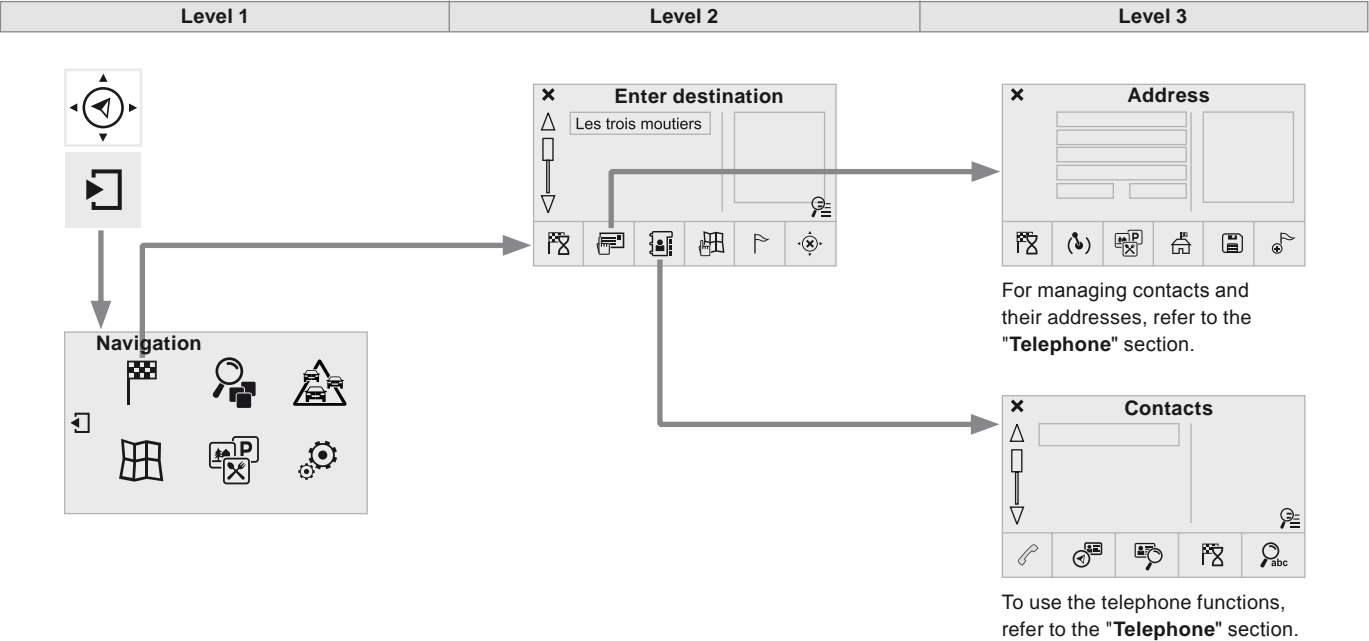 Level 1
Level 2
Level 3
Enter destination
Les trois moutiers
Address
P
For managing contacts and
their addresses, refer to the
"Telephone" section.
Navigation
P
Contacts
abc
To use the telephone functions,
refer to the "Telephone" section.